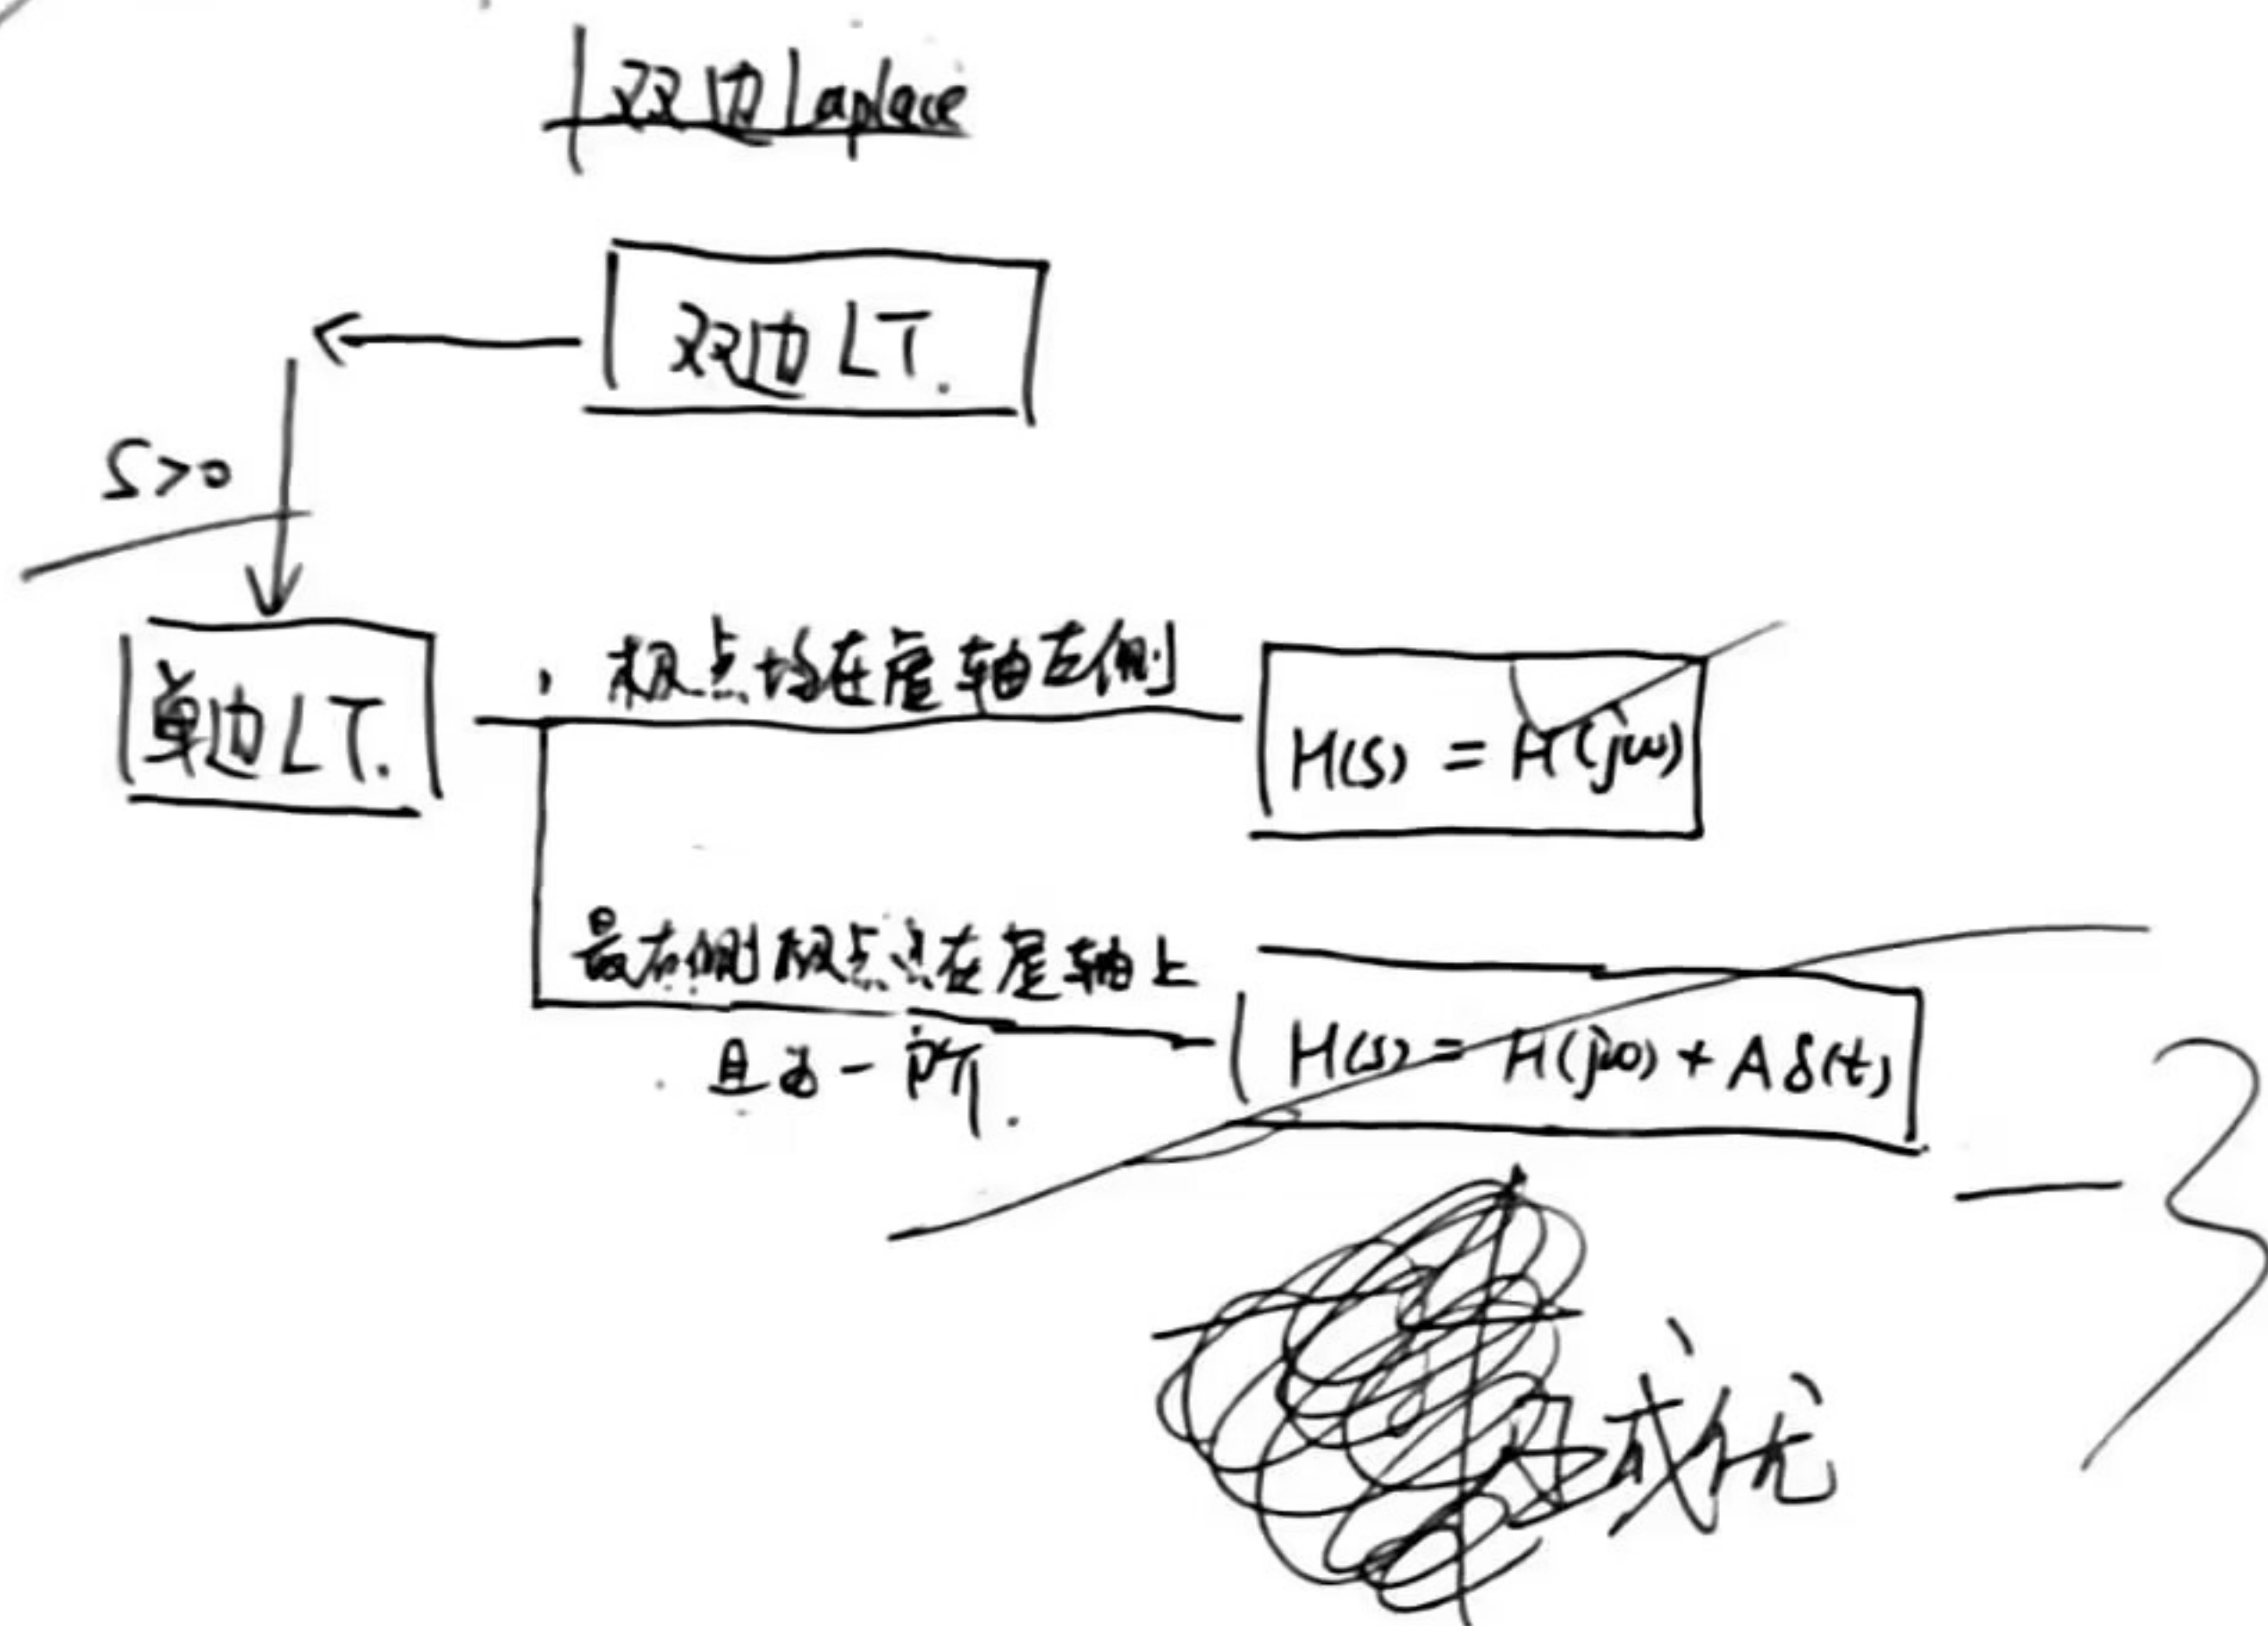 双边Laplace
双边LT.
S>0
单边LT.
极点均在虚轴左侧
H(s) = H(jω)
最右侧极点在虚轴上
且为一阶.
H(s) = H(jω) + Aδ(t)